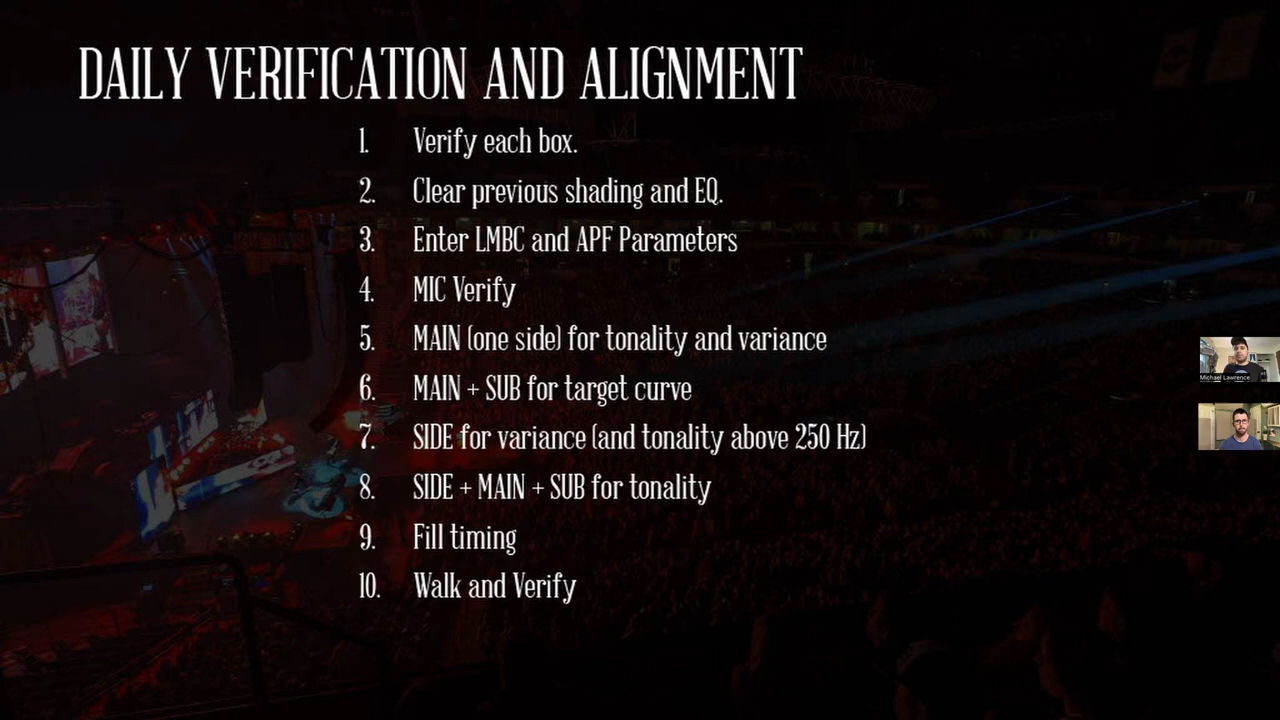 DAILY VERIFICATION AND ALIGNMENT
1. Verify each box.
2. Clear previous shading and EQ.
3. Enter LMBC and APF Parameters
4. MIC Verify
5. MAIN (one side) for tonality and variance
6. MAIN + SUB for target curve
7. SIDE for variance (and tonality above 250 Hz)
8. SIDE + MAIN + SUB for tonality
9. Fill timing
10. Walk and Verify
Michael Lawrence